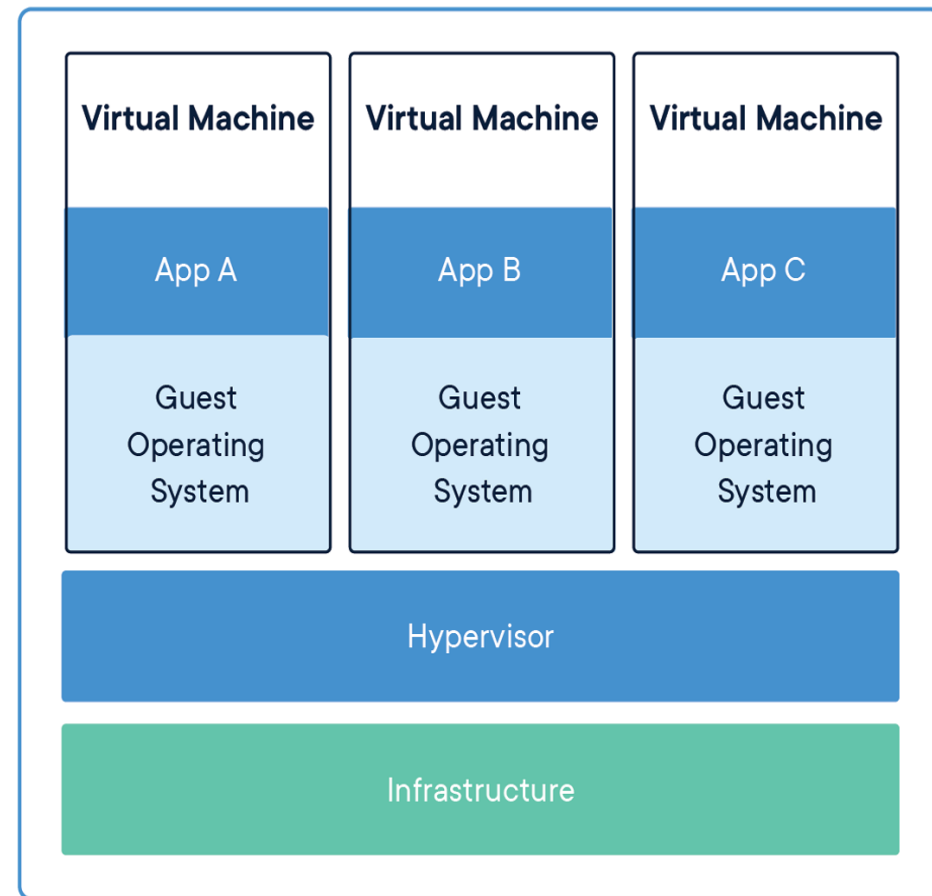 Virtual Machine
Virtual Machine
Virtual Machine
App A
App B
App C
Guest
Operating
System
Guest
Operating
System
Guest
Operating
System
Hypervisor
Infrastructure